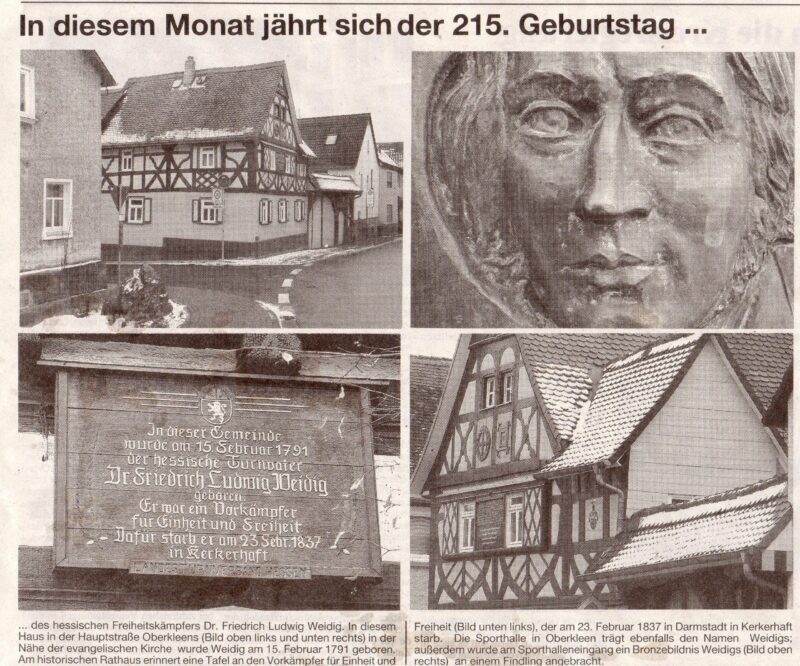 In diesem Monat jährt sich der 215. Geburtstag ...
In dieser Gemeinde
wurde am 15 Februar 1791
der hessische Turnvater
Dr Friedrich Ludwig Weidig
geboren.
Er war ein Vorkämpfer
für Einheit und Freiheit
Dafür starb er am 23 Febr 1837
in Kerkerhaft
... des hessischen Freiheitskämpfers Dr. Friedrich Ludwig Weidig. In diesem
Haus in der Hauptstraße Oberkleens (Bild oben links und unten rechts) in der
Nähe der evangelischen Kirche wurde Weidig am 15. Februar 1791 geboren.
Am historischen Rathaus erinnert eine Tafel an den Vorkämpfer für Einheit und
Freiheit (Bild unten links), der am 23. Februar 1837 in Darmstadt in Kerkerhaft
starb. Die Sporthalle in Oberkleen trägt ebenfalls den Namen Weidigs;
außerdem wurde am Sporthalleneingang ein Bronzebildnis Weidigs (Bild oben
rechts) an einem Findling angebracht.